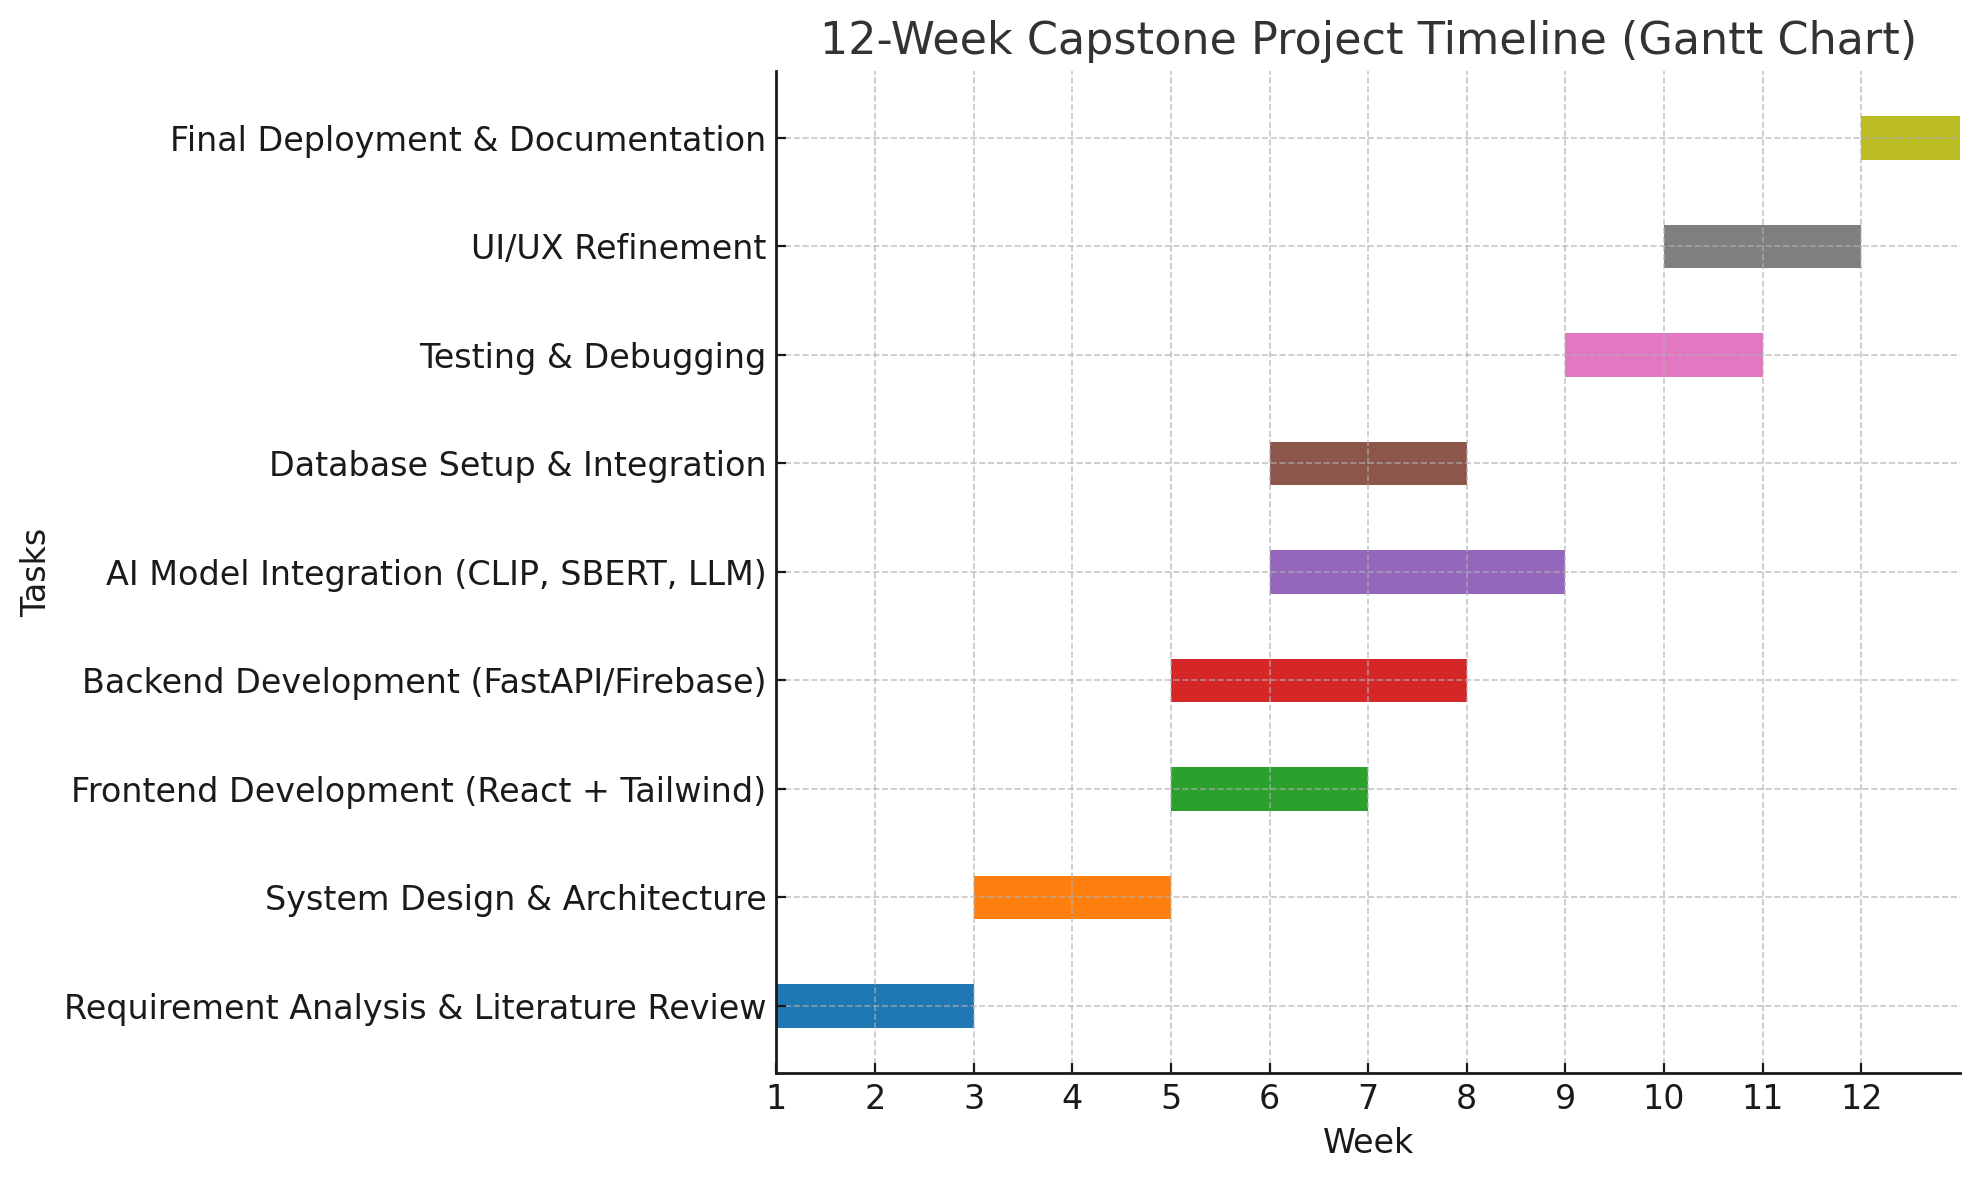 12-Week Capstone Project Timeline (Gantt Chart)
Final Deployment & Documentation
UI/UX Refinement
Testing & Debugging
Database Setup & Integration
AI Model Integration (CLIP, SBERT, LLM)
Backend Development (FastAPI/Firebase)
Frontend Development (React + Tailwind)
System Design & Architecture
Requirement Analysis & Literature Review
Tasks
1 2 3 4 5 6 7 8 9 10 11 12
Week